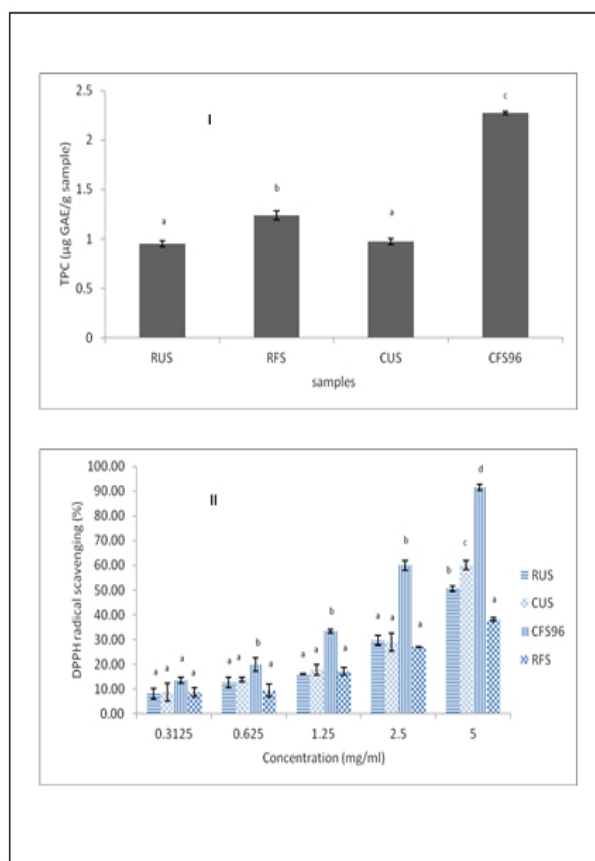 I
TPC (µg GAE/g sample)
2.5
2
1.5
1
0.5
0
a
b
a
c
RUS RFS CUS CFS96
samples
II
DPPH radical scavenging (%)
100.00
90.00
80.00
70.00
60.00
50.00
40.00
30.00
20.00
10.00
0.00
a a a a
a a b a
a a b a
a a b a
b c d a
0.3125 0.625 1.25 2.5 5
Concentration (mg/ml)
RUS
CUS
CFS96
RFS